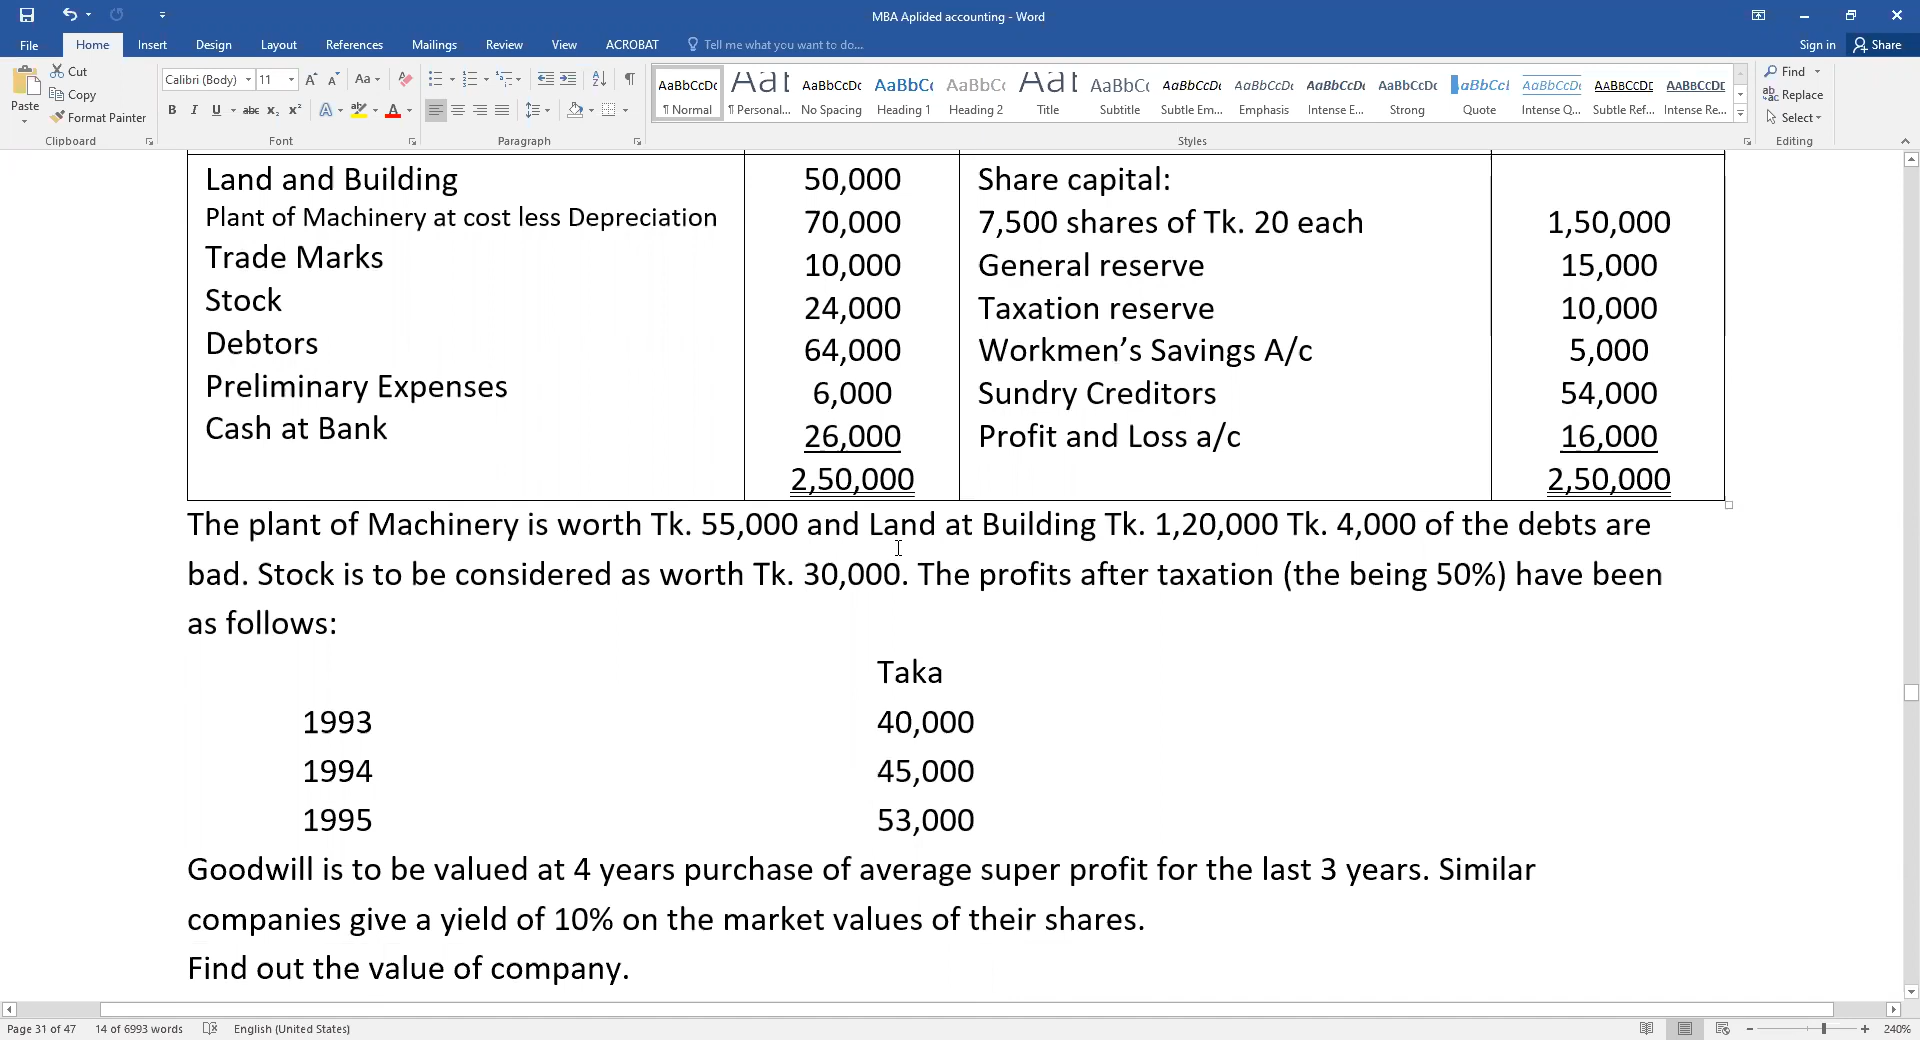 MBA Aplided accounting - Word
File Home Insert Design Layout References Mailings Review View ACROBAT Tell me what you want to do... Sign in Share
Paste Cut Copy Format Painter
Calibri (Body) 11
AaBbCcDc AaBbCcDc AaBbCc AaBbCc AaBbCc AaBbCcDc AaBbCcDc AaBbCcDc AaBbCcDc AaBbCcDc AaBbCcDc AABBCCDE AABBCCDE
¶ Normal ¶ Personal... No Spacing Heading 1 Heading 2 Title Subtitle Subtle Em... Emphasis Intense E... Strong Quote Intense Q... Subtle Ref... Intense Re...
Find Replace Select
Clipboard Font Paragraph Styles Editing
Land and Building 50,000 Share capital:
Plant of Machinery at cost less Depreciation 70,000 7,500 shares of Tk. 20 each 1,50,000
Trade Marks 10,000 General reserve 15,000
Stock 24,000 Taxation reserve 10,000
Debtors 64,000 Workmen’s Savings A/c 5,000
Preliminary Expenses 6,000 Sundry Creditors 54,000
Cash at Bank 26,000 Profit and Loss a/c 16,000
2,50,000 2,50,000
The plant of Machinery is worth Tk. 55,000 and Land at Building Tk. 1,20,000 Tk. 4,000 of the debts are
bad. Stock is to be considered as worth Tk. 30,000. The profits after taxation (the being 50%) have been
as follows:
Taka
1993 40,000
1994 45,000
1995 53,000
Goodwill is to be valued at 4 years purchase of average super profit for the last 3 years. Similar
companies give a yield of 10% on the market values of their shares.
Find out the value of company.
Page 31 of 47 14 of 6993 words English (United States) 240%